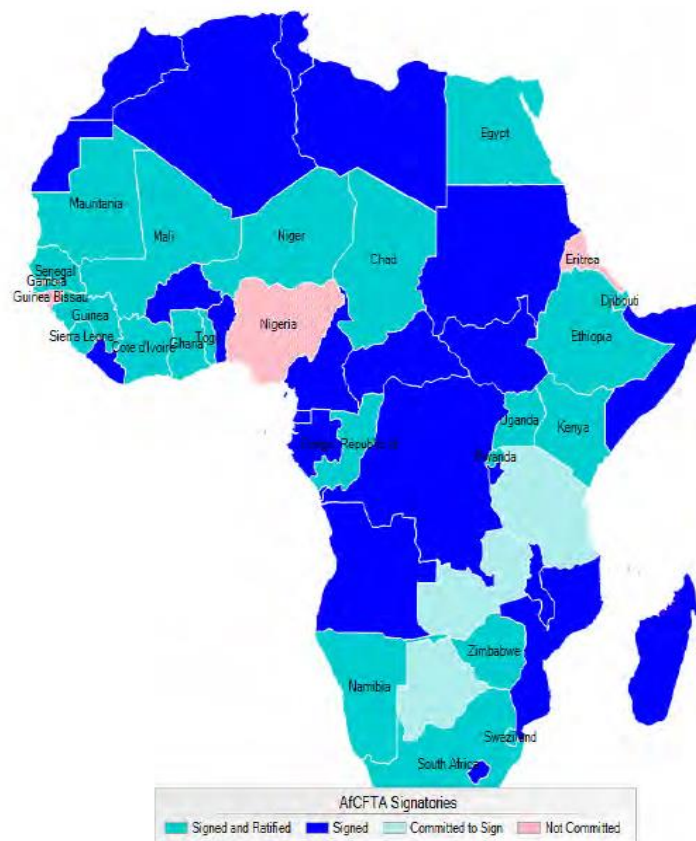 Egypt
Mauritania
Mali
Niger
Chad
Eritrea
Senegal
Gambia
Guinea Bissau
Djibouti
Guinea
Nigeria
Ethiopia
Sierra Leone
Cote d'Ivoire
Ghana
Togo
Uganda
Kenya
Republic of
Rwanda
Zimbabwe
Namibia
Swaziland
South Africa
AfCFTA Signatories
Signed and Ratified
Signed
Committed to Sign
Not Committed